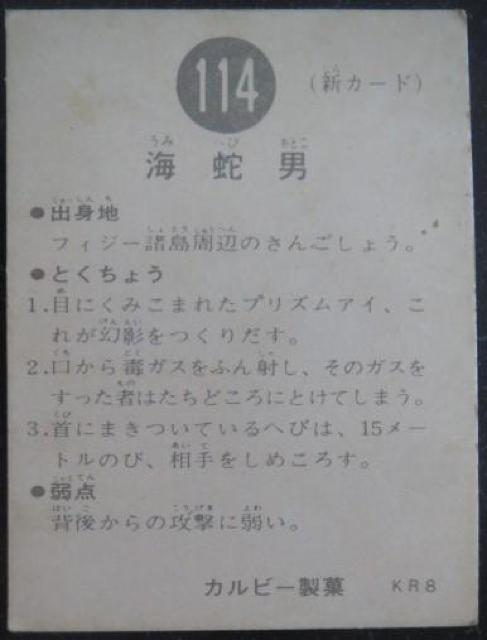 114
(新カード)
海蛇男
●出身地
フィジー諸島周辺のさんごしょう。
●とくちょう
1.目にくみこまれたプリズムアイ、こ
れが幻影をつくりだす。
2.口から毒ガスをふん射し、そのガスを
すった者はたちどころにとけてしまう。
3.首にまきついているへびは、15メー
トルのび、相手をしめころす。
●弱点
背後からの攻撃に弱い。
カルビー製菓 KR8